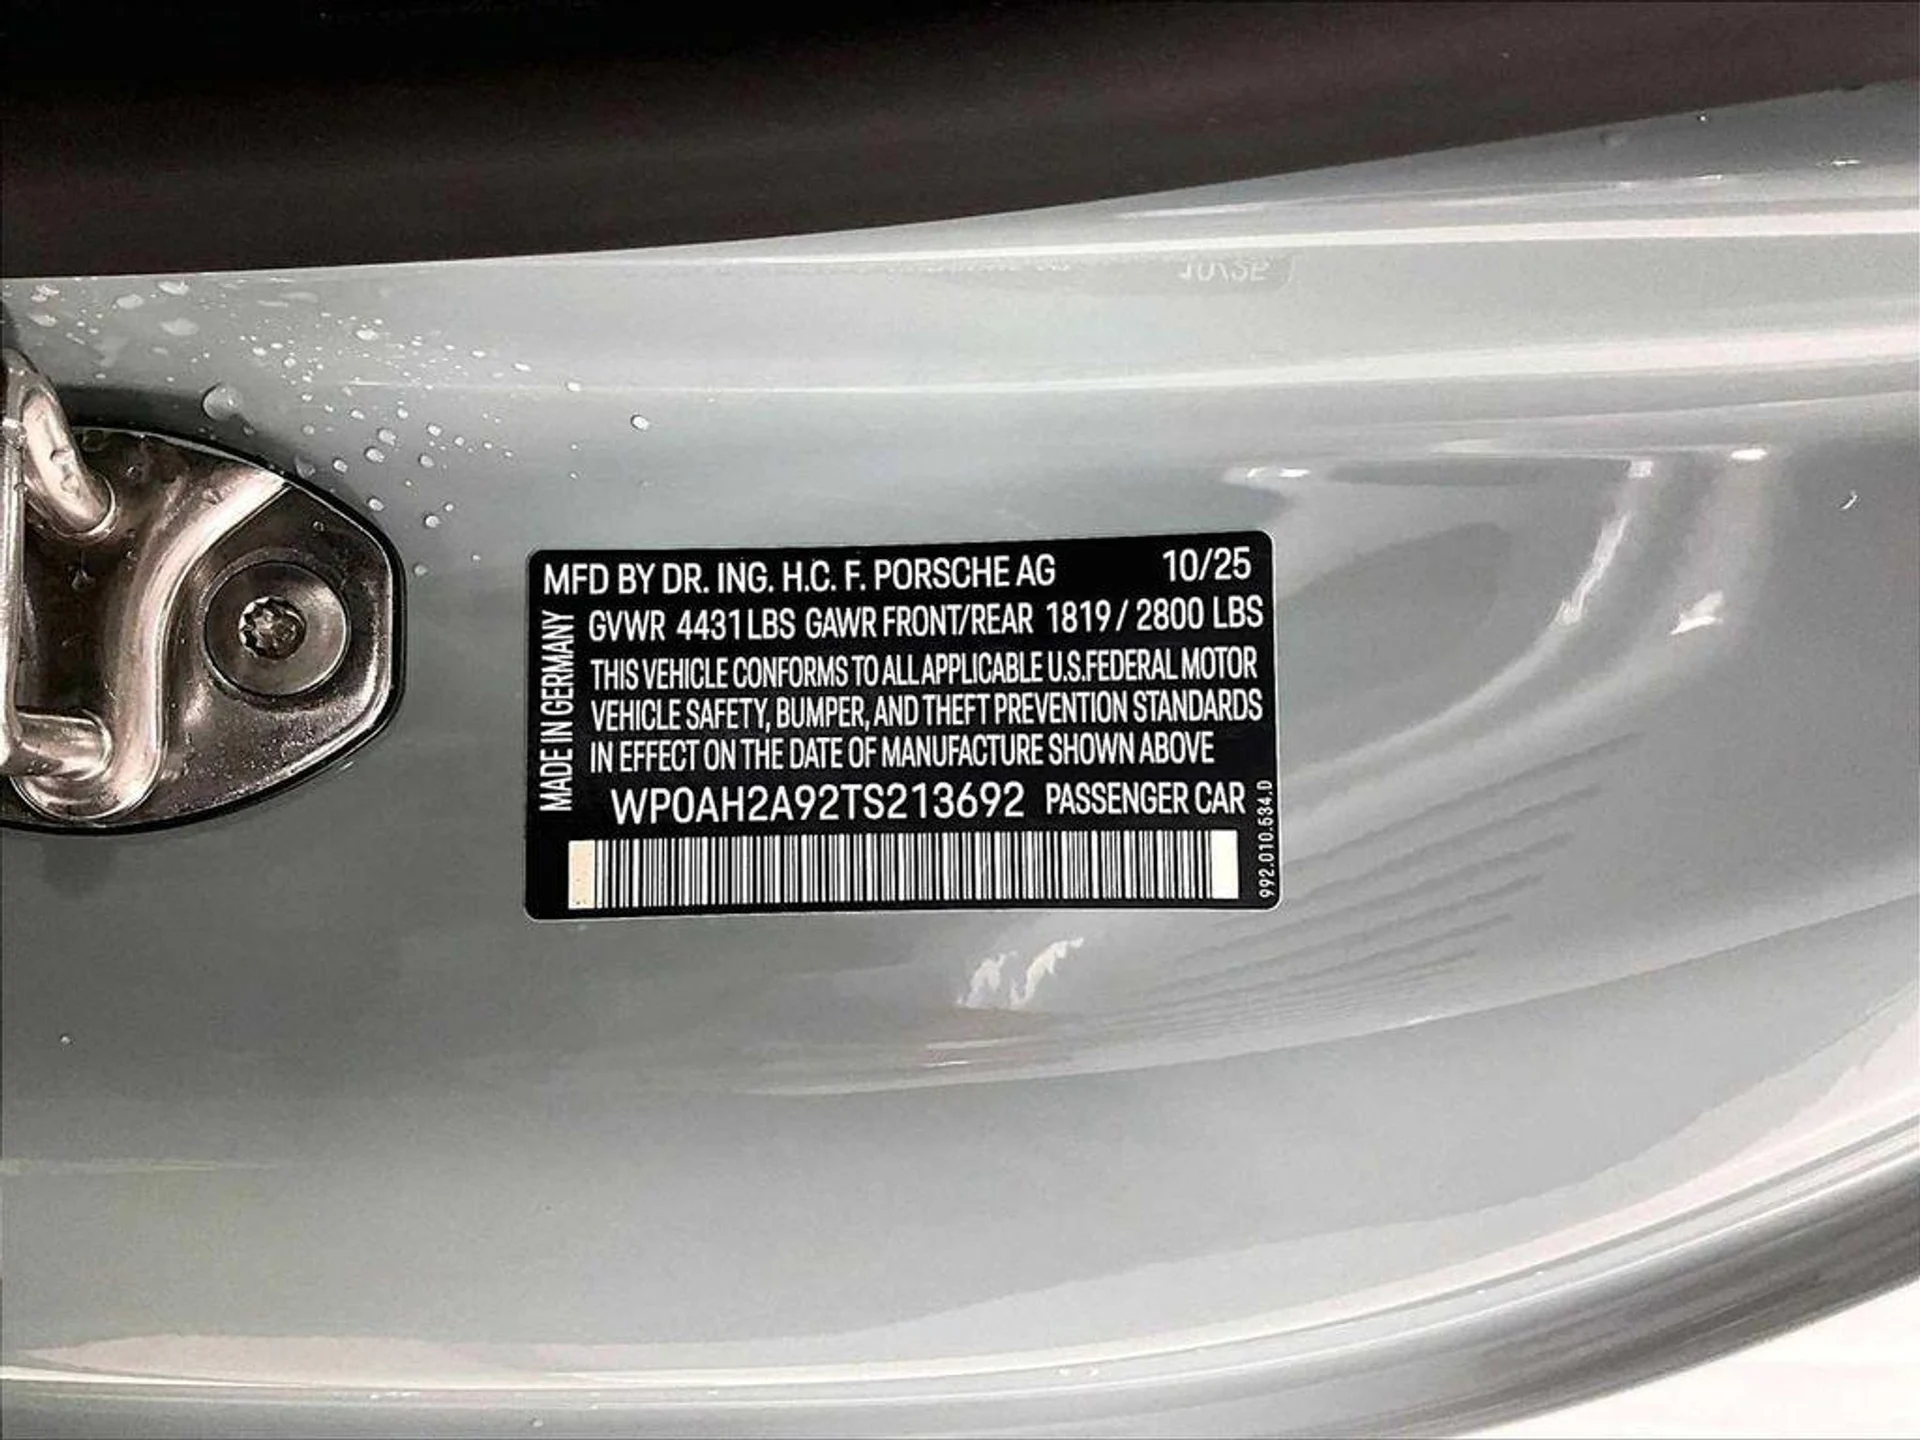 MFD BY DR. ING. H.C. F. PORSCHE AG 10/25
GVWR 4431 LBS GAWR FRONT/REAR 1819 / 2800 LBS
THIS VEHICLE CONFORMS TO ALL APPLICABLE U.S.FEDERAL MOTOR
VEHICLE SAFETY, BUMPER, AND THEFT PREVENTION STANDARDS
IN EFFECT ON THE DATE OF MANUFACTURE SHOWN ABOVE
WP0AH2A92TS213692 PASSENGER CAR
MADE IN GERMANY
992.010.534.D